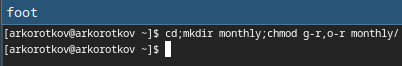 foot
[arkorotkov@arkorotkov ~]$ cd;mkdir monthly;chmod g-r,o-r monthly/
[arkorotkov@arkorotkov ~]$